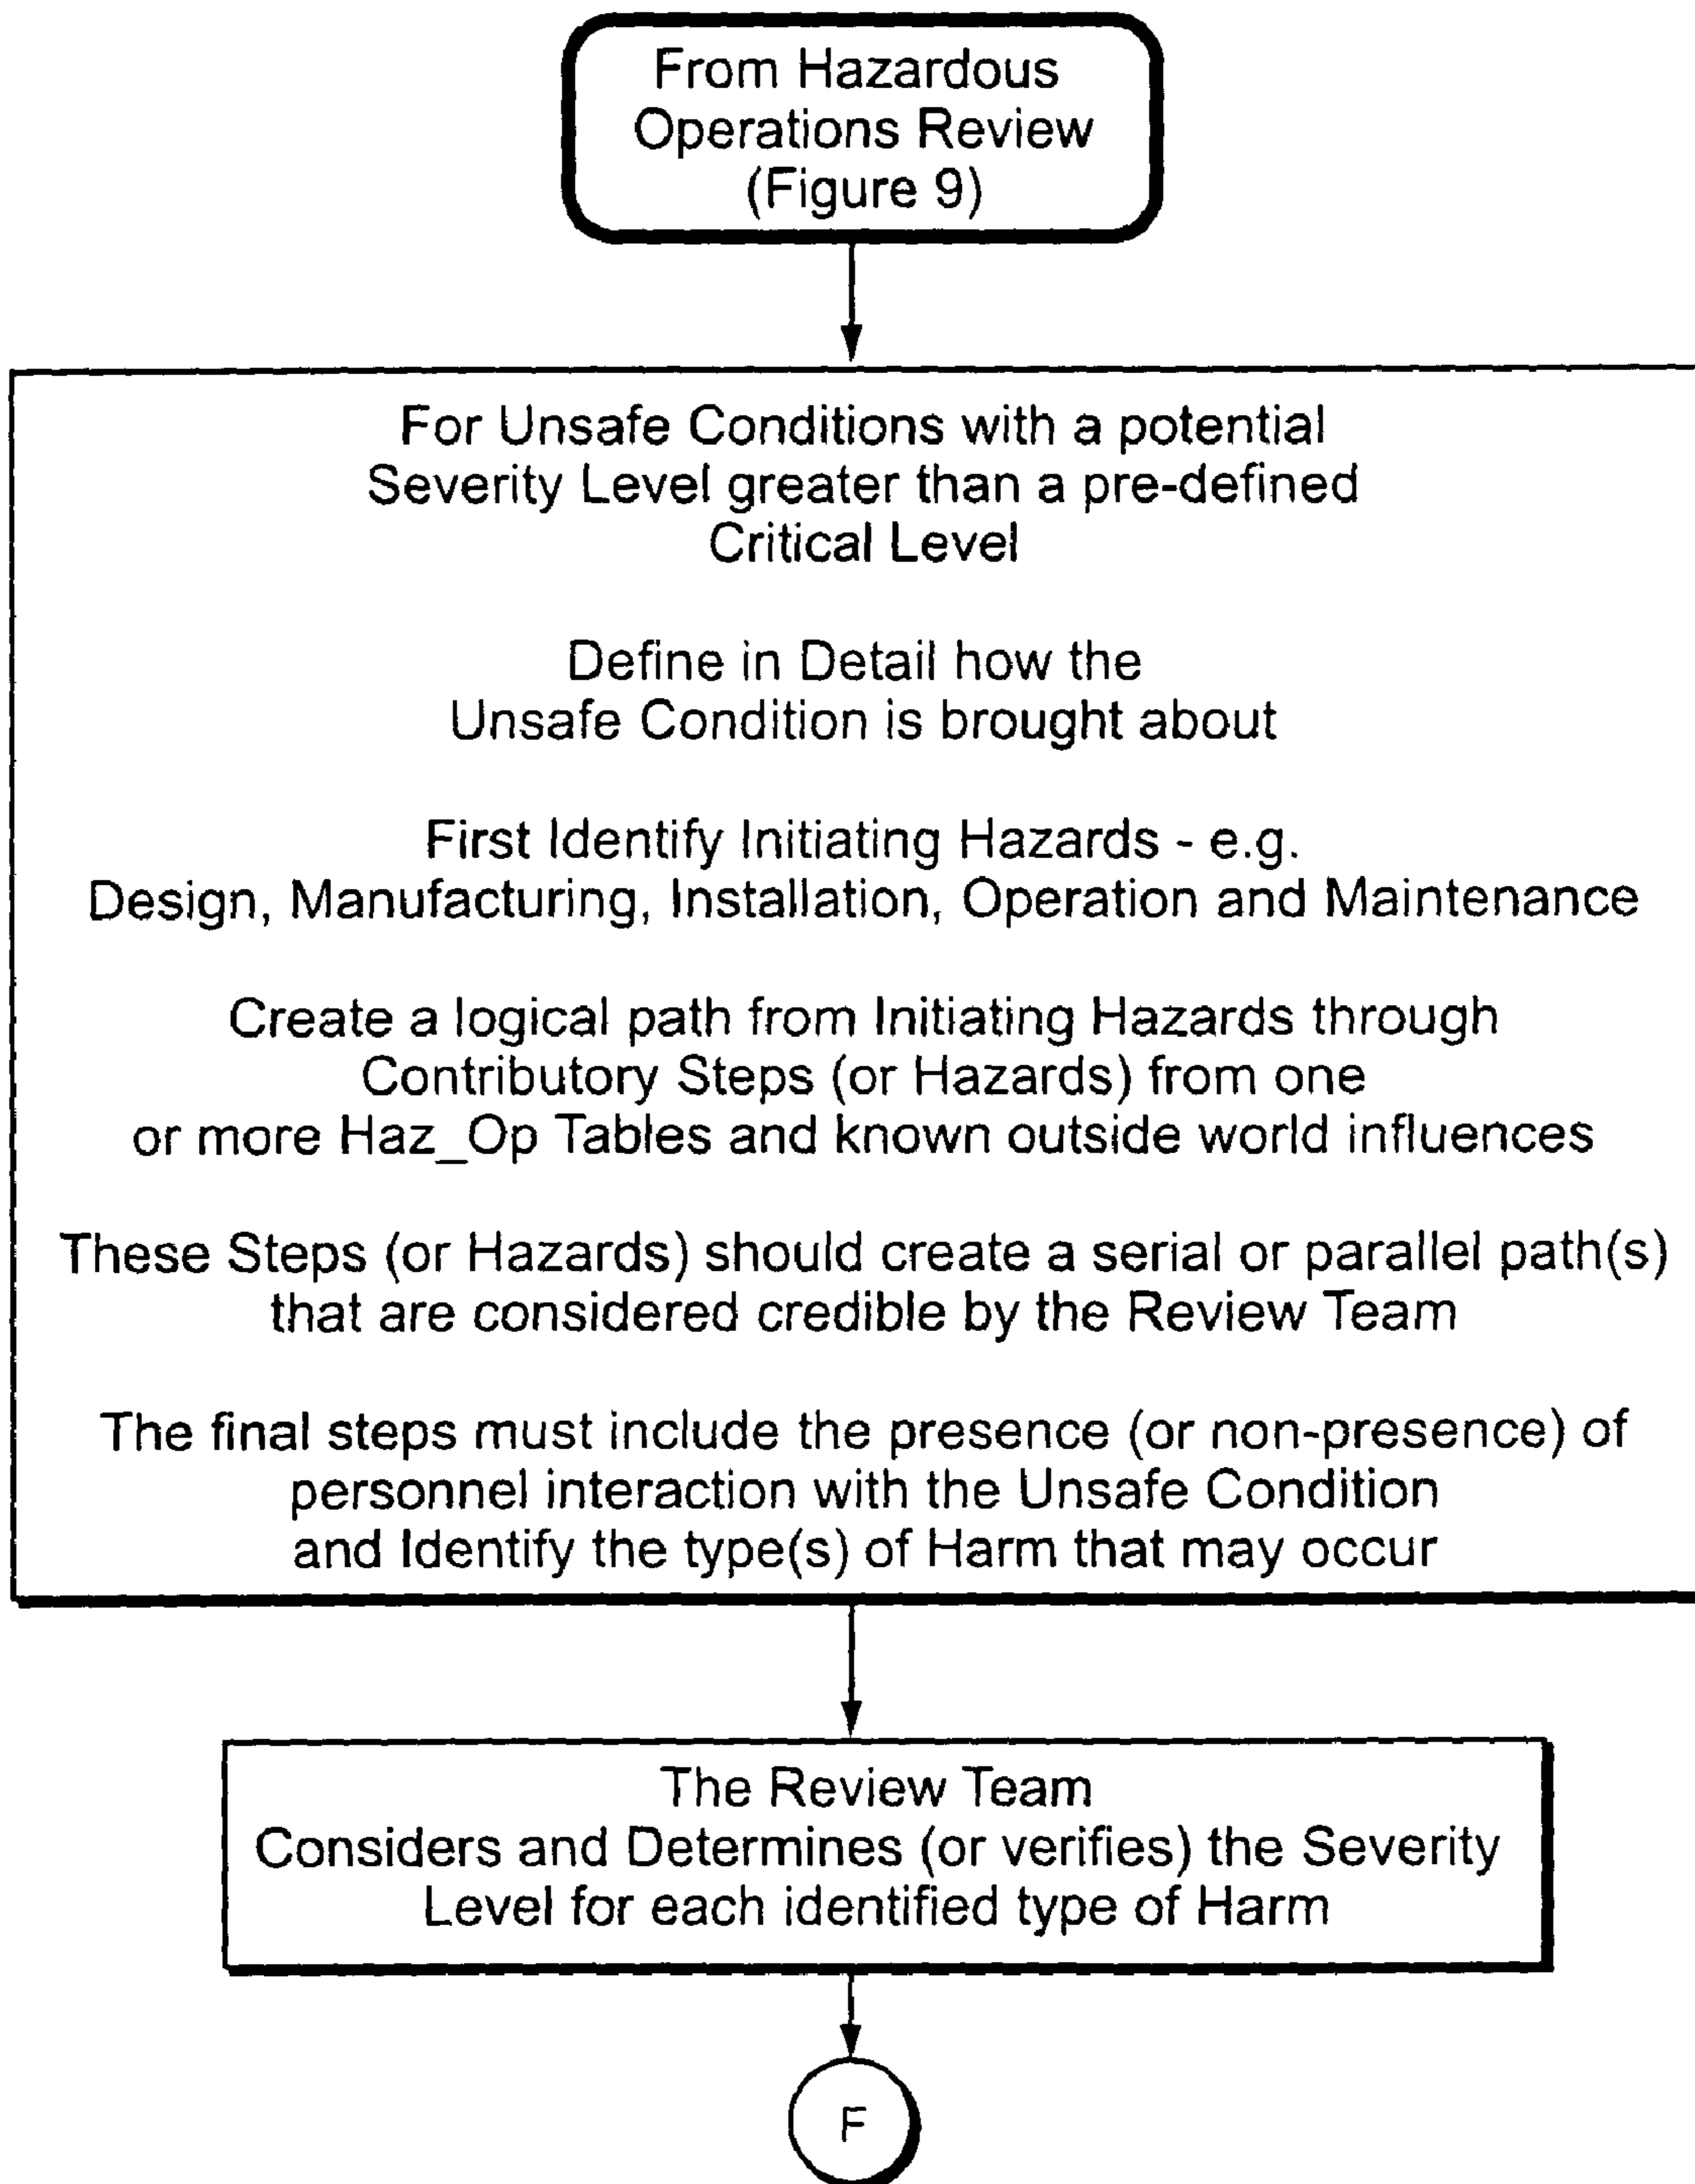 From Hazardous
Operations Review
(Figure 9)
For Unsafe Conditions with a potential
Severity Level greater than a pre-defined
Critical Level
Define in Detail how the
Unsafe Condition is brought about
First Identify Initiating Hazards - e.g.
Design, Manufacturing, Installation, Operation and Maintenance
Create a logical path from Initiating Hazards through
Contributory Steps (or Hazards) from one
or more Haz_Op Tables and known outside world influences
These Steps (or Hazards) should create a serial or parallel path(s)
that are considered credible by the Review Team
The final steps must include the presence (or non-presence) of
personnel interaction with the Unsafe Condition
and Identify the type(s) of Harm that may occur
The Review Team
Considers and Determines (or verifies) the Severity
Level for each identified type of Harm
F